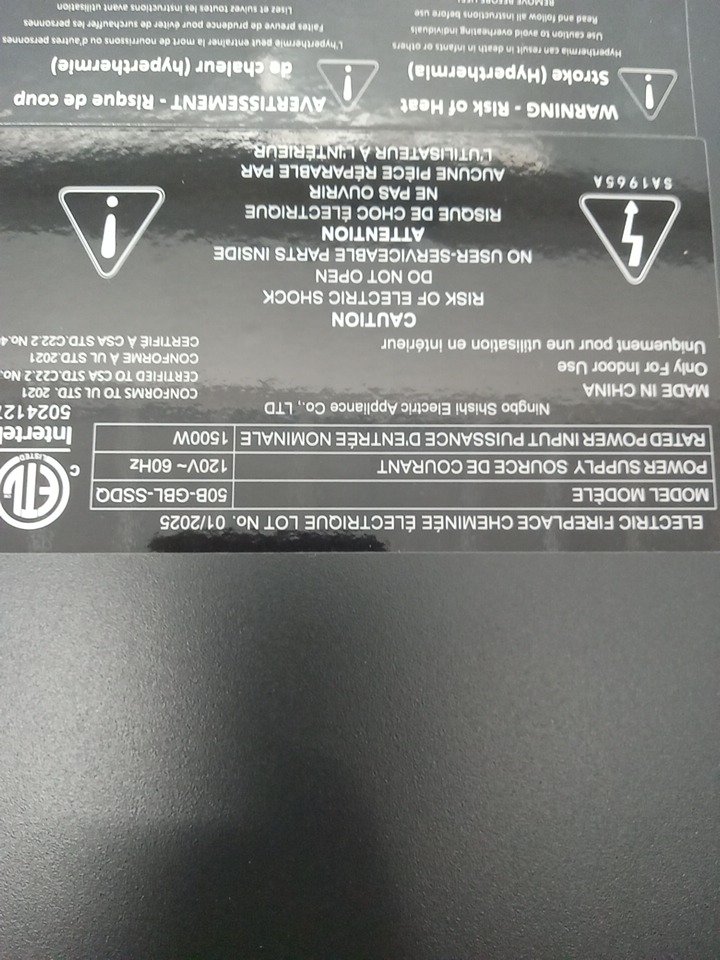 ELECTRIC FIREPLACE CHEMINÉE ÉLECTRIQUE LOT NO. 01/2025
MODEL MODÈLE 50B-GBL-SSDQ
POWER SUPPLY SOURCE DE COURANT 120V~ 60Hz
RATED POWER INPUT PUISSANCE D'ENTRÉE NOMINALE 1500W
C ETL LISTED
Intertek
502412
Ningbo Shishi Electric Appliance Co., LTD
MADE IN CHINA
Only For Indoor Use
Uniquement pour une utilisation en intérieur
CONFORMS TO UL STD. 2021
CERTIFIED TO CSA STD.C22.2 No.
CONFORME À UL STD.2021
CERTIFIÉ À CSA STD.C22.2 No.4
CAUTION
RISK OF ELECTRIC SHOCK
DO NOT OPEN
NO USER-SERVICEABLE PARTS INSIDE
ATTENTION
RISQUE DE CHOC ÉLECTRIQUE
NE PAS OUVRIR
AUCUNE PIÈCE RÉPARABLE PAR
L'UTILISATEUR À L'INTÉRIEUR
SA1965A
WARNING - Risk of Heat
Stroke (Hyperthermia)
Hyperthermia can result in death in infants or others
Use caution to avoid overheating individuals
Read and follow all instructions before use
AVERTISSEMENT - Risque de coup
de chaleur (hyperthermie)
L'hyperthermie peut entraîner la mort de nourrissons ou d'autres personnes
Faites preuve de prudence pour éviter de surchauffer les personnes
Lisez et suivez toutes les instructions avant utilisation